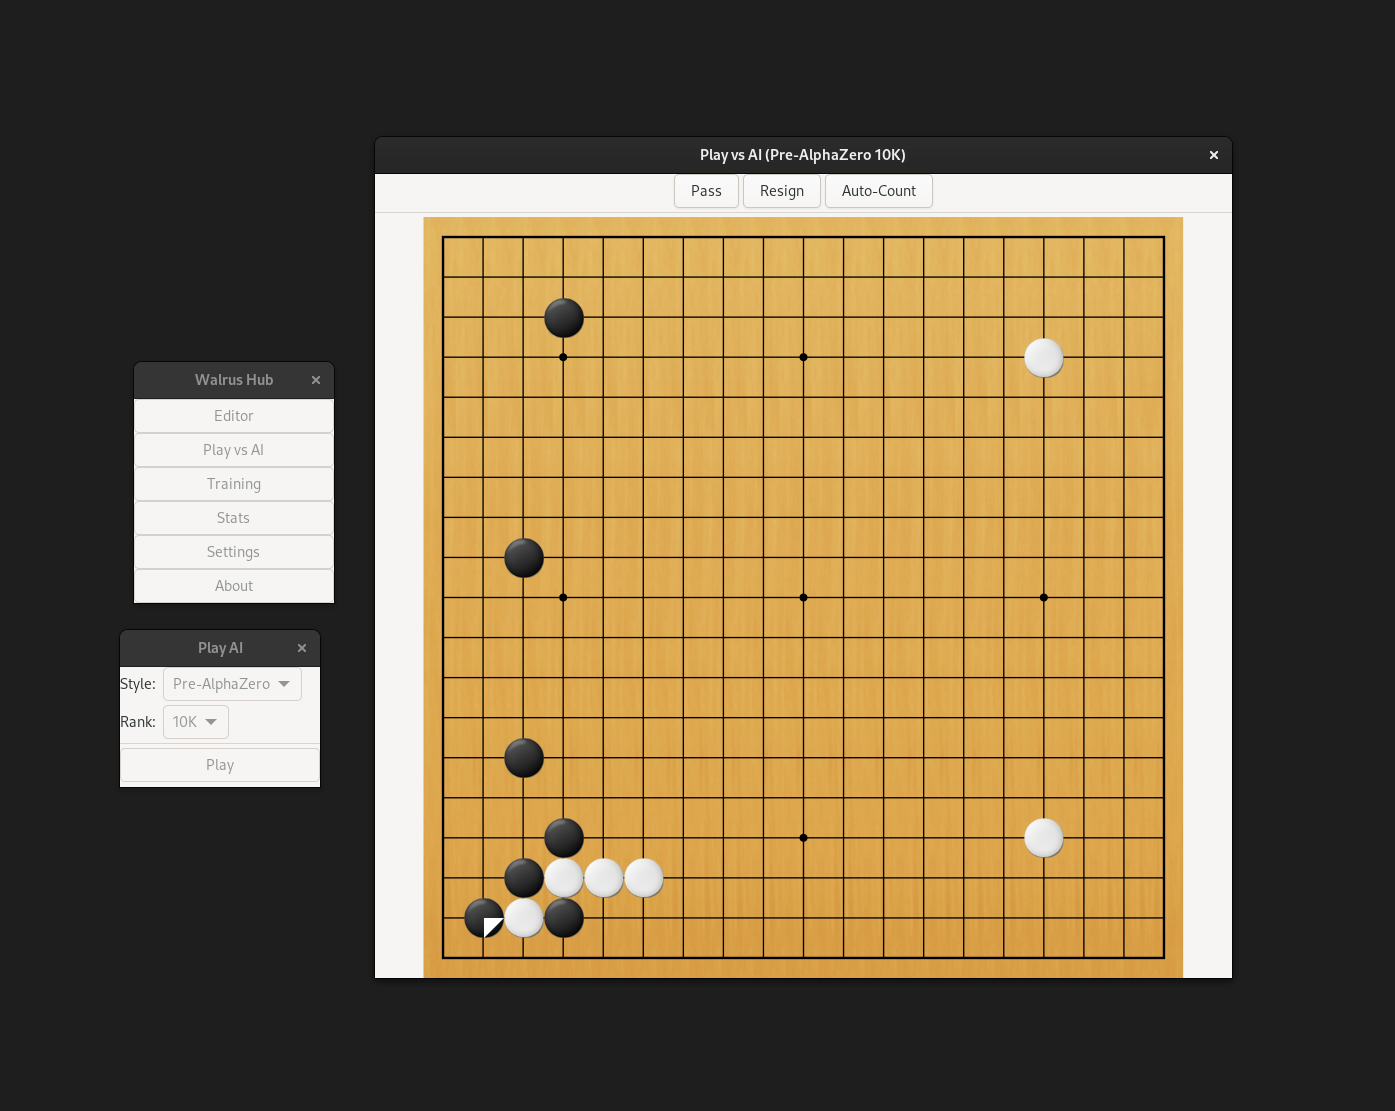 Play vs AI (Pre-AlphaZero 10K)
Pass
Resign
Auto-Count
Walrus Hub
Editor
Play vs AI
Training
Stats
Settings
About
Play AI
Style: Pre-AlphaZero
Rank: 10K
Play